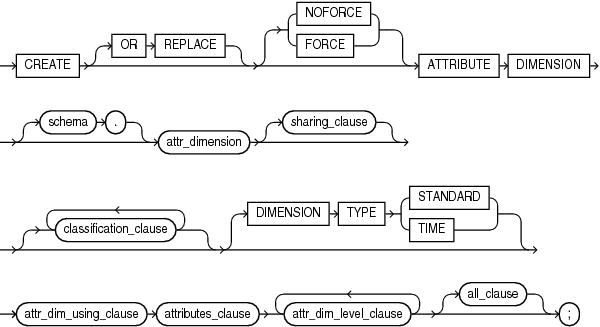 NOFORCE
OR REPLACE FORCE
CREATE ATTRIBUTE DIMENSION
schema . sharing_clause
attr_dimension
STANDARD
DIMENSION TYPE
classification_clause TIME
all_clause
attr_dim_using_clause attributes_clause attr_dim_level_clause ;